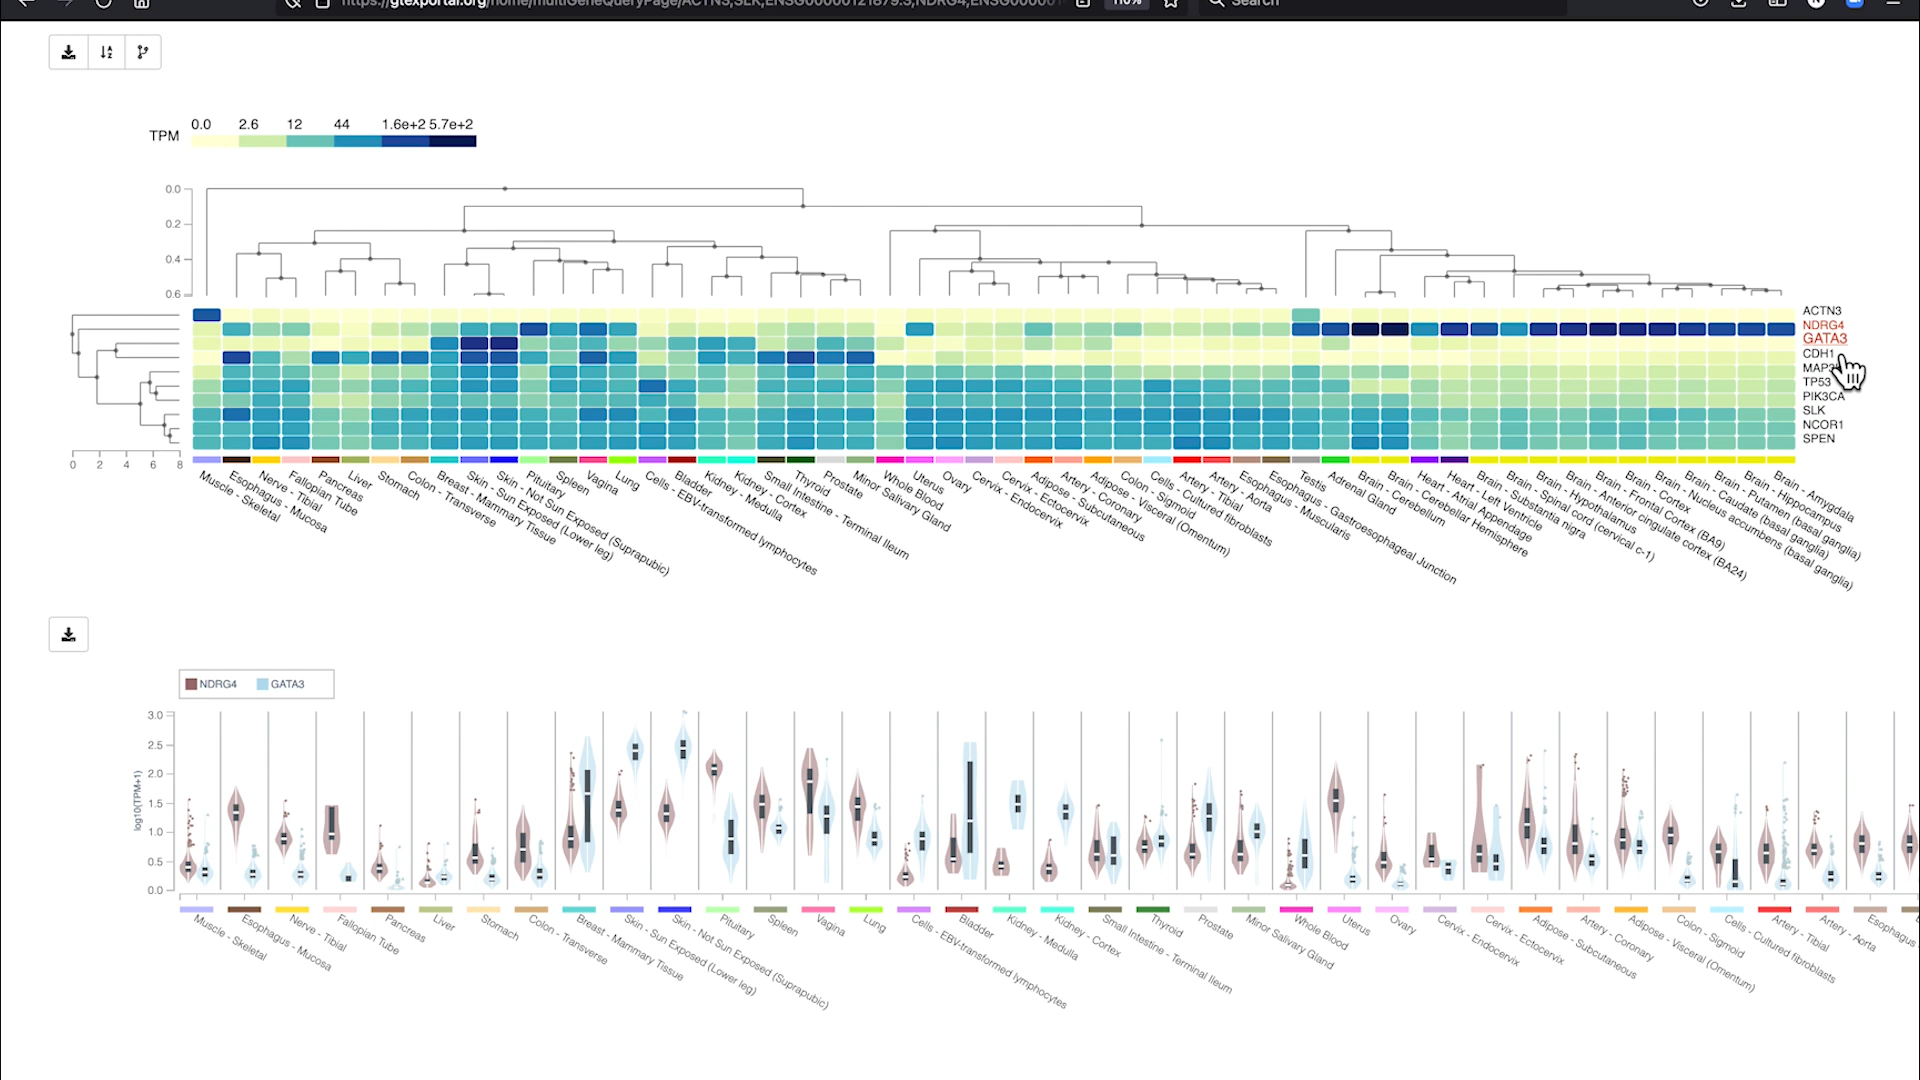 https://gtexportal.org/home/multiGeneQueryPage/ACTN3,SLK,ENSG00000121879.3,NDRG4,ENSG00000
110%
Search
TPM
0.0 2.6 12 44 1.6e+2 5.7e+2
0.0
0.2
0.4
0.6
ACTN3
NDRG4
GATA3
CDH1
TP53
PIK3CA
SLK
NCOR1
SPEN
0 2 4 6 8
Muscle - Skeletal
Esophagus - Mucosa
Nerve - Tibial
Fallopian Tube
Pancreas
Liver
Stomach
Colon - Transverse
Breast - Mammary Tissue
Skin - Sun Exposed (Lower leg)
Skin - Not Sun Exposed (Suprapubic)
Pituitary
Spleen
Vagina
Lung
Cells - EBV-transformed lymphocytes
Bladder
Kidney - Medulla
Kidney - Cortex
Small Intestine - Terminal Ileum
Thyroid
Prostate
Minor Salivary Gland
Whole Blood
Uterus
Ovary
Cervix - Endocervix
Cervix - Ectocervix
Adipose - Subcutaneous
Artery - Coronary
Adipose - Visceral (Omentum)
Colon - Sigmoid
Cells - Cultured fibroblasts
Artery - Tibial
Artery - Aorta
Esophagus - Muscularis
Esophagus - Gastroesophageal Junction
Testis
Adrenal Gland
Brain - Cerebellum
Brain - Cerebellar Hemisphere
Heart - Atrial Appendage
Heart - Left Ventricle
Brain - Substantia nigra
Brain - Spinal cord (cervical c-1)
Brain - Hypothalamus
Brain - Anterior cingulate cortex (BA24)
Brain - Frontal Cortex (BA9)
Brain - Cortex
Brain - Nucleus accumbens (basal ganglia)
Brain - Caudate (basal ganglia)
Brain - Putamen (basal ganglia)
Brain - Hippocampus
Brain - Amygdala
NDRG4 GATA3
log10(TPM+1)
3.0
2.5
2.0
1.5
1.0
0.5
0.0
Muscle - Skeletal
Esophagus - Mucosa
Nerve - Tibial
Fallopian Tube
Pancreas
Liver
Stomach
Colon - Transverse
Breast - Mammary Tissue
Skin - Sun Exposed (Lower leg)
Skin - Not Sun Exposed (Suprapubic)
Pituitary
Spleen
Vagina
Lung
Cells - EBV-transformed lymphocytes
Bladder
Kidney - Medulla
Kidney - Cortex
Small Intestine - Terminal Ileum
Thyroid
Prostate
Minor Salivary Gland
Whole Blood
Uterus
Ovary
Cervix - Endocervix
Cervix - Ectocervix
Adipose - Subcutaneous
Artery - Coronary
Adipose - Visceral (Omentum)
Colon - Sigmoid
Cells - Cultured fibroblasts
Artery - Tibial
Artery - Aorta
Esophagus